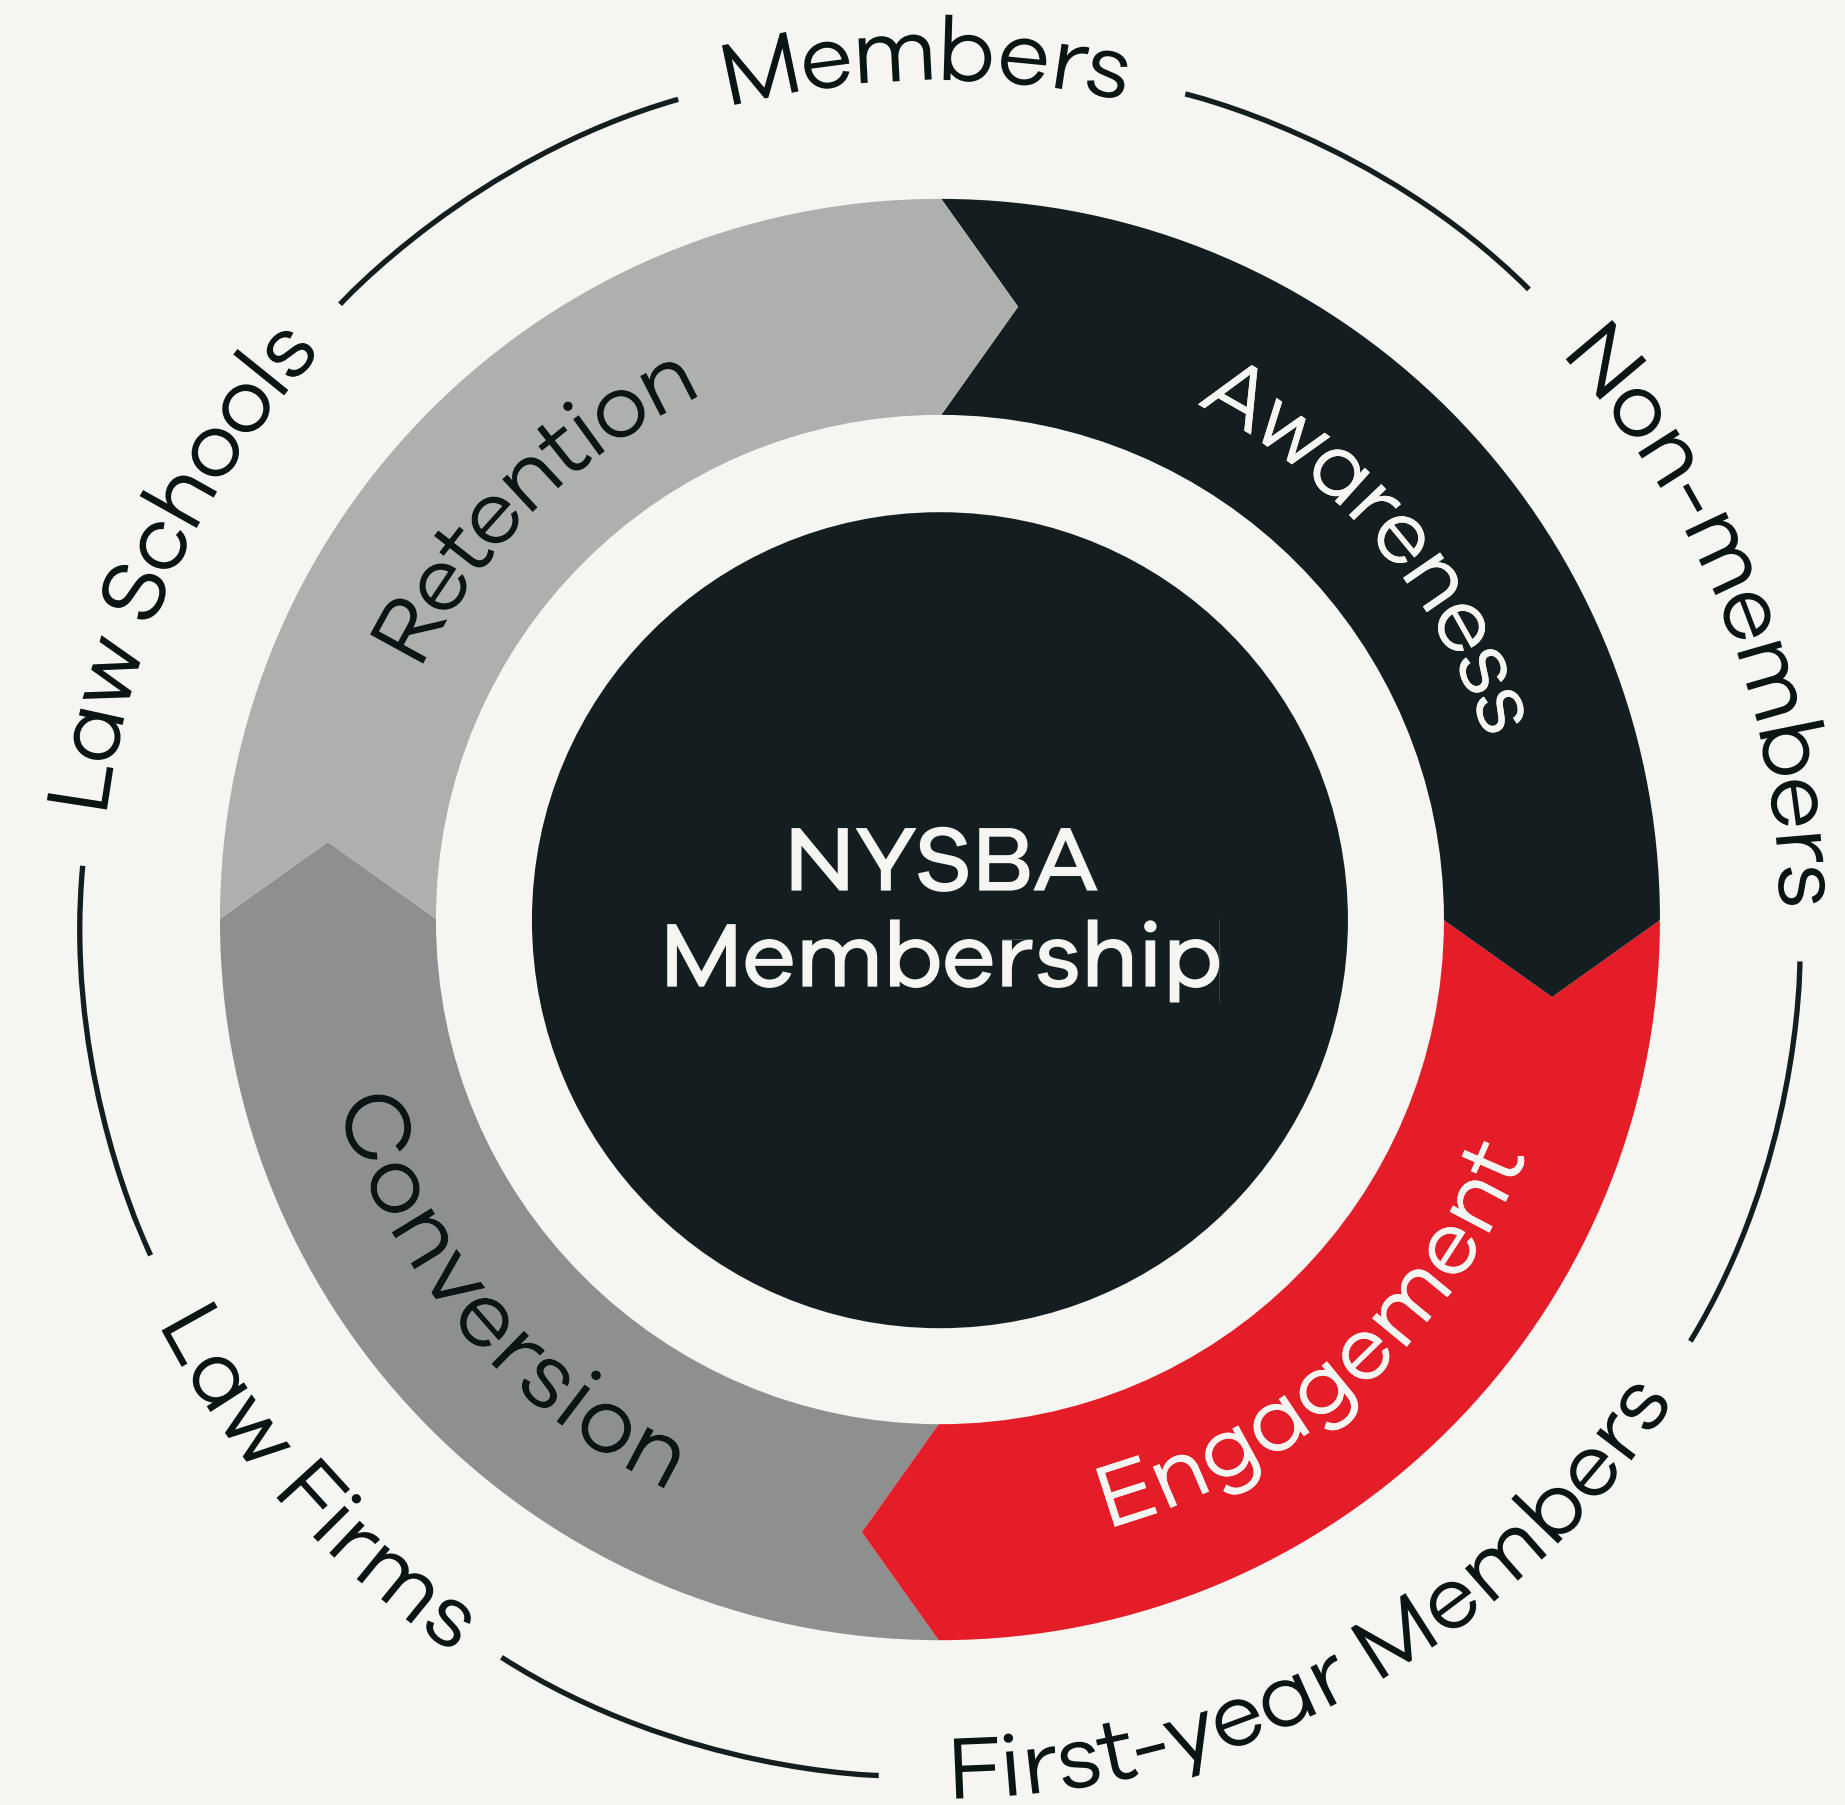 Members
Non-members
First-year Members
Law Firms
Law Schools
Awareness
Engagement
Conversion
Retention
NYSBA
Membership